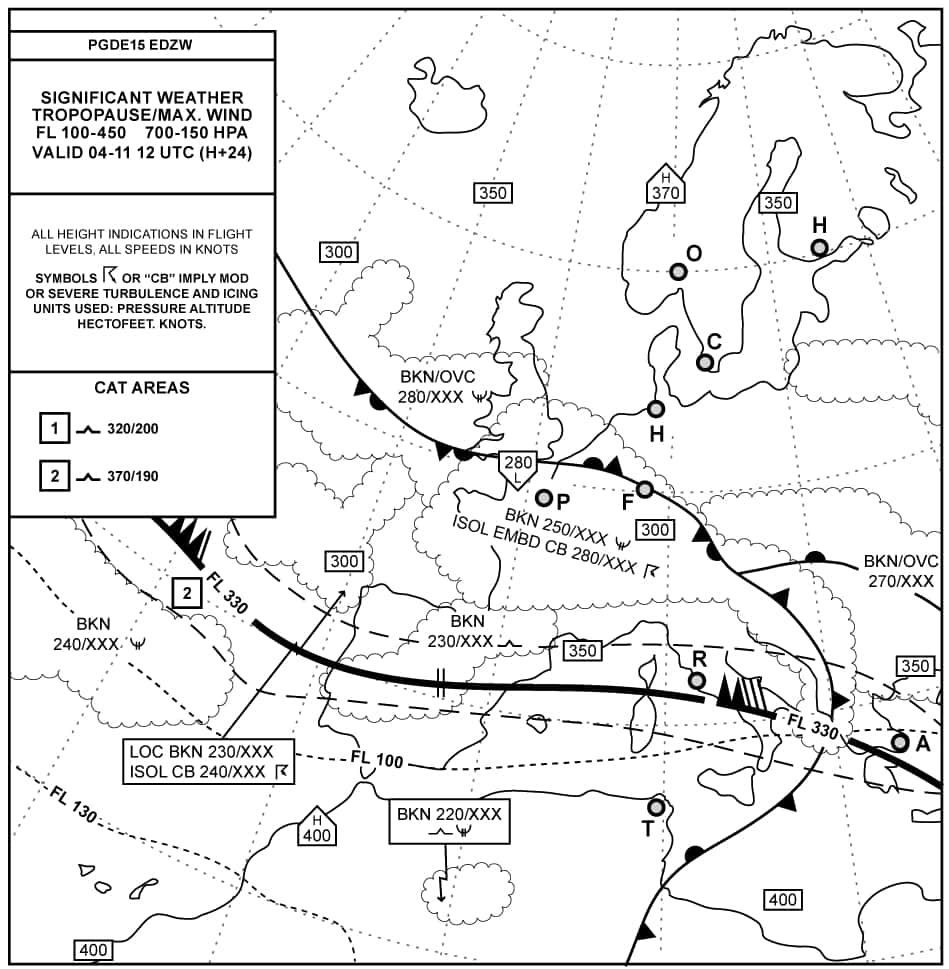 PGDE15 EDZW
SIGNIFICANT WEATHER
TROPOPAUSE/MAX. WIND
FL 100-450 700-150 HPA
VALID 04-11 12 UTC (H+24)
ALL HEIGHT INDICATIONS IN FLIGHT
LEVELS, ALL SPEEDS IN KNOTS
SYMBOLS OR “CB” IMPLY MOD
OR SEVERE TURBULENCE AND ICING
UNITS USED: PRESSURE ALTITUDE
HECTOFEET. KNOTS.
CAT AREAS
1 320/200
2 370/190
350
H
370
350
H
300
O
C
BKN/OVC
280/XXX
H
280
L
P
F
BKN 250/XXX
ISOL EMBD CB 280/XXX
300
300
BKN/OVC
270/XXX
2
FL 330
BKN
240/XXX
BKN
230/XXX
350
R
350
FL 330
A
LOC BKN 230/XXX
ISOL CB 240/XXX
FL 100
FL 130
H
400
BKN 220/XXX
T
400
400